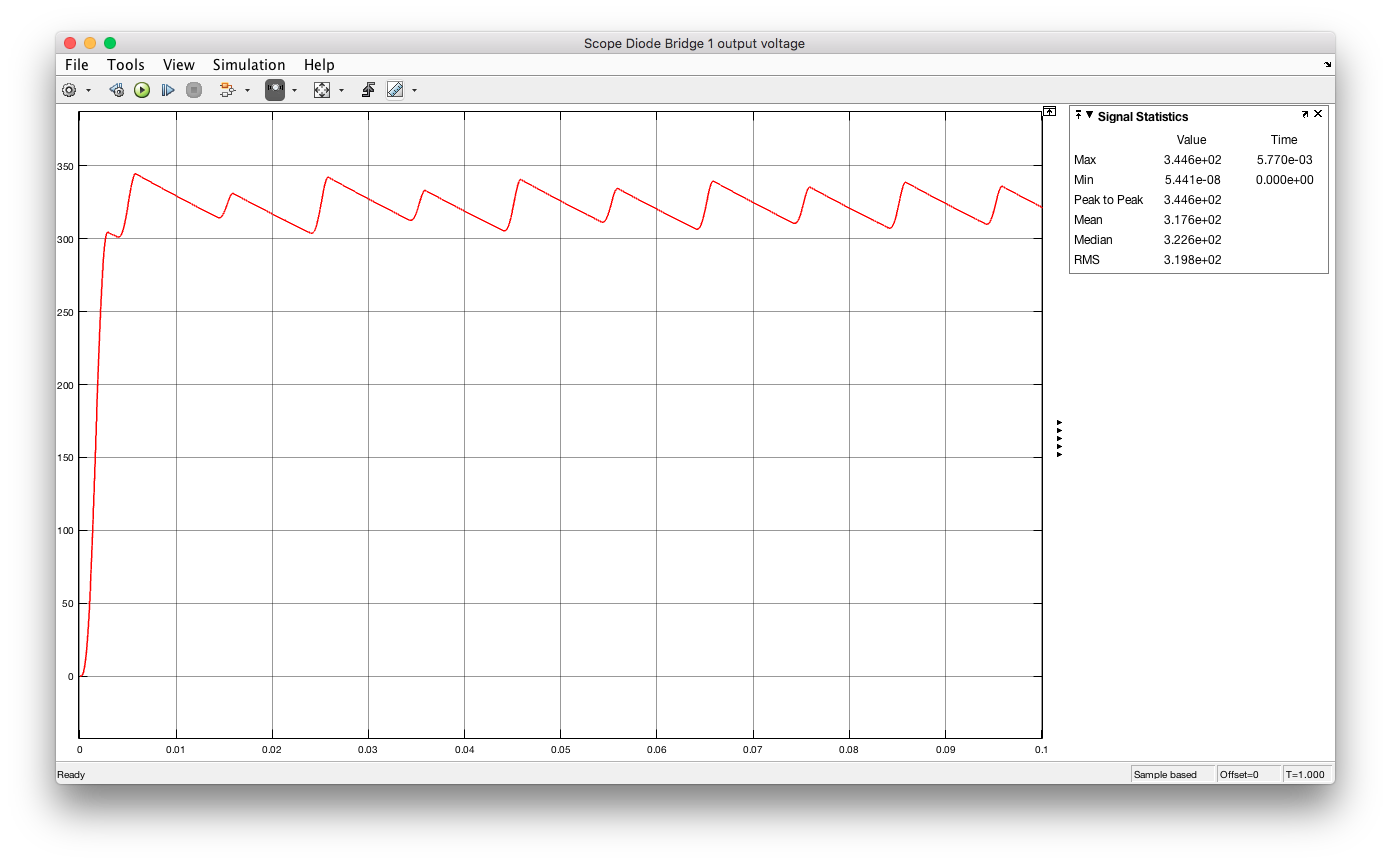 Scope Diode Bridge 1 output voltage
File Tools View Simulation Help
Signal Statistics
Value Time
Max 3.446e+02 5.770e-03
Min 5.441e-08 0.000e+00
Peak to Peak 3.446e+02
Mean 3.176e+02
Median 3.226e+02
RMS 3.198e+02
350
300
250
200
150
100
50
0
0 0.01 0.02 0.03 0.04 0.05 0.06 0.07 0.08 0.09 0.1
Ready Sample based Offset=0 T=1.000